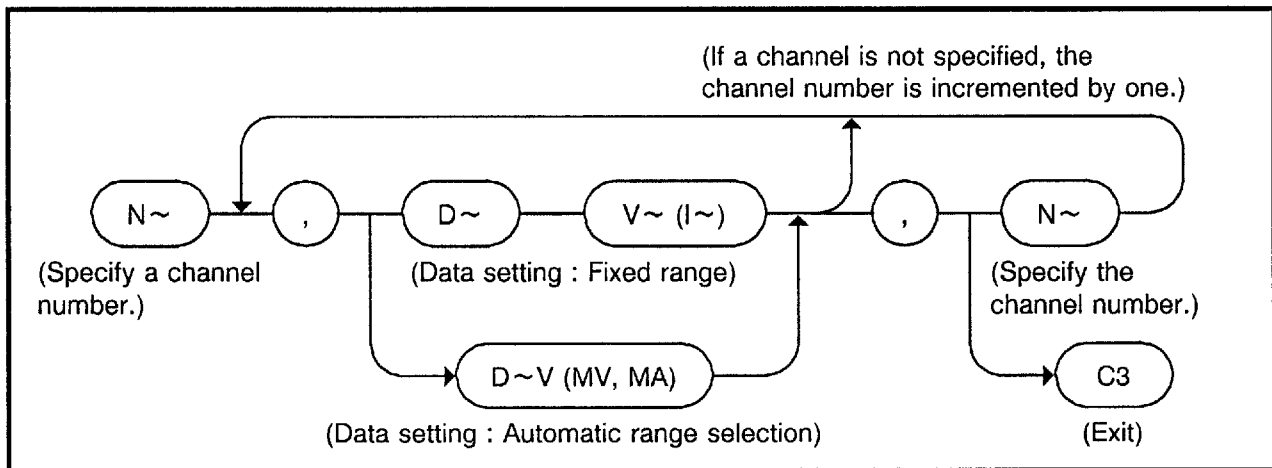 (If a channel is not specified, the
channel number is incremented by one.)
N~ , D~ V~ (I~) , N~
(Specify a channel
number.)
(Data setting : Fixed range)
(Specify the
channel number.)
D~V (MV, MA)
C3
(Data setting : Automatic range selection)
(Exit)